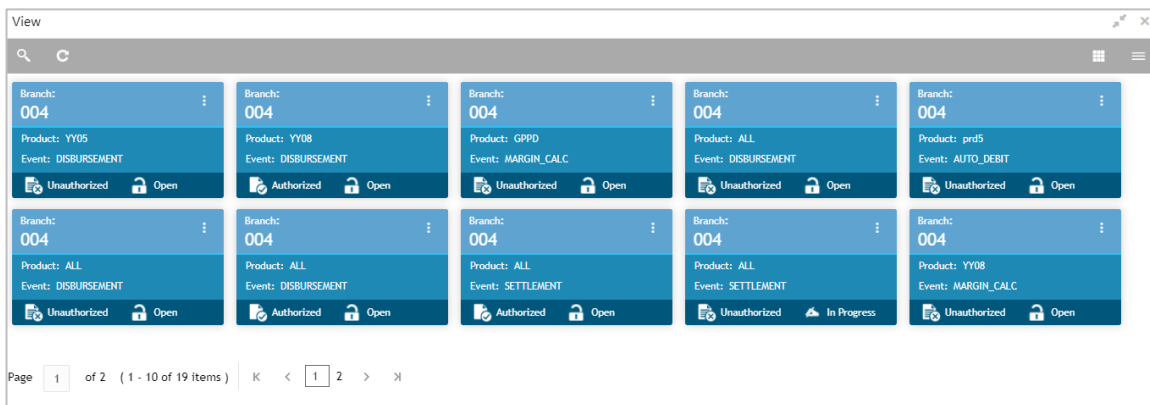 View
Branch:
004
Product: YY05
Event: DISBURSEMENT
Unauthorized Open
Branch:
004
Product: YY08
Event: DISBURSEMENT
Authorized Open
Branch:
004
Product: GPPD
Event: MARGIN_CALC
Unauthorized Open
Branch:
004
Product: ALL
Event: DISBURSEMENT
Unauthorized Open
Branch:
004
Product: prd5
Event: AUTO_DEBIT
Unauthorized Open
Branch:
004
Product: ALL
Event: DISBURSEMENT
Unauthorized Open
Branch:
004
Product: ALL
Event: DISBURSEMENT
Authorized Open
Branch:
004
Product: ALL
Event: SETTLEMENT
Authorized Open
Branch:
004
Product: ALL
Event: SETTLEMENT
Unauthorized In Progress
Branch:
004
Product: YY08
Event: MARGIN_CALC
Unauthorized Open
Page 1 of 2 ( 1 - 10 of 19 items ) 1 2